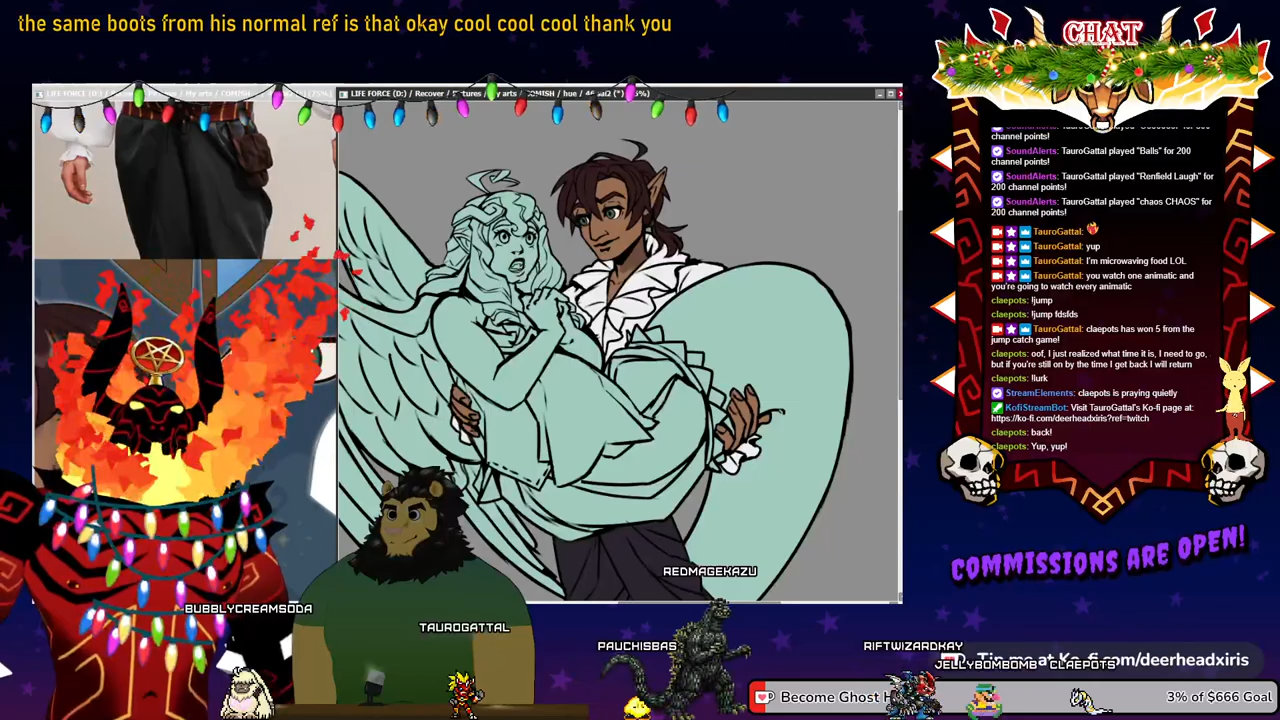 the same boots from his normal ref is that okay cool cool cool thank you
CHAT
channel points!
SoundAlerts: TauroGattal played "Balls" for 200 channel points!
SoundAlerts: TauroGattal played "Renfield Laugh" for 200 channel points!
SoundAlerts: TauroGattal played "chaos CHAOS" for 200 channel points!
TauroGattal:
TauroGattal: yup
TauroGattal: I'm microwaving food LOL
TauroGattal: you watch one animatic and you're going to watch every animatic
claepots: !jump
claepots: !jump fdsfds
TauroGattal: claepots has won 5 from the jump catch game!
claepots: oof, I just realized what time it is, I need to go, but if you're still on by the time I get back I will return
claepots: !lurk
StreamElements: claepots is praying quietly
KofiStreamBot: Visit TauroGattal's Ko-fi page at: https://ko-fi.com/deerheadxiris?ref=twitch
claepots: back!
claepots: Yup, yup!
COMMISSIONS ARE OPEN!
REDMAGEKAZU
BUBBLYCREAMSODA
TAUROGATTAL
PAUCHISBAS
RIFTWIZARDKAY
JELLYBOMBOMB
CLAEPOTS
Tip me at Ko-fi.com/deerheadxiris
Become Ghost
3% of $666 Goal